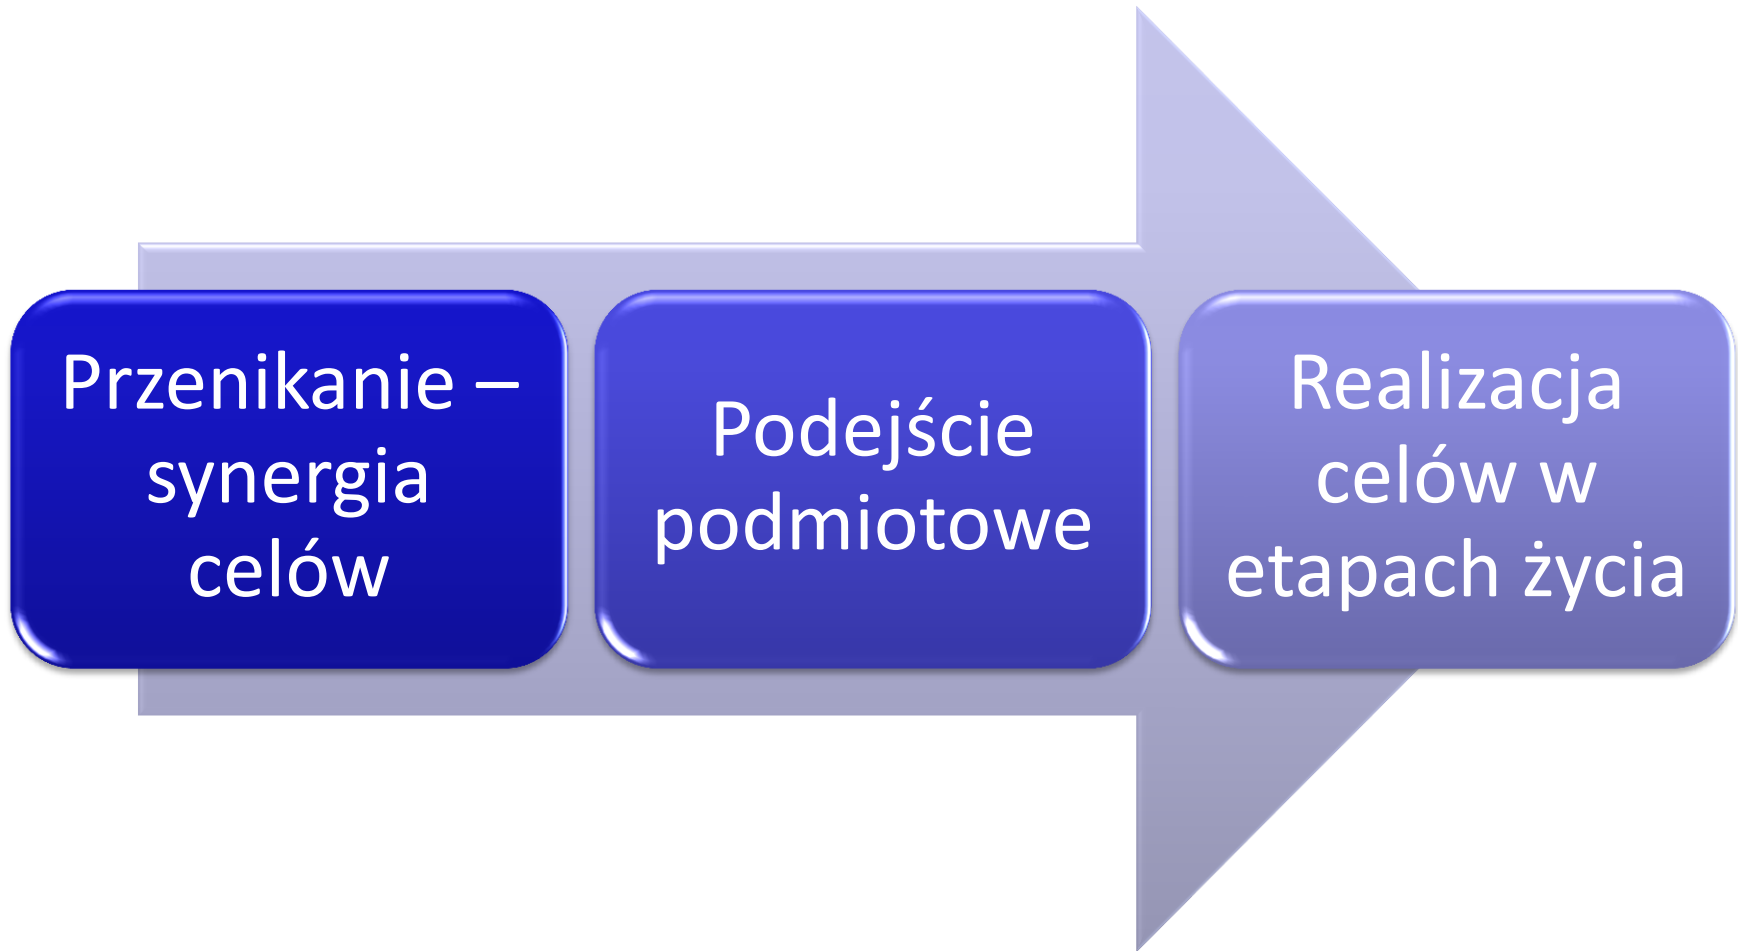 Przenikanie –
synergia
celów
Podejście
podmiotowe
Realizacja
celów w
etapach życia